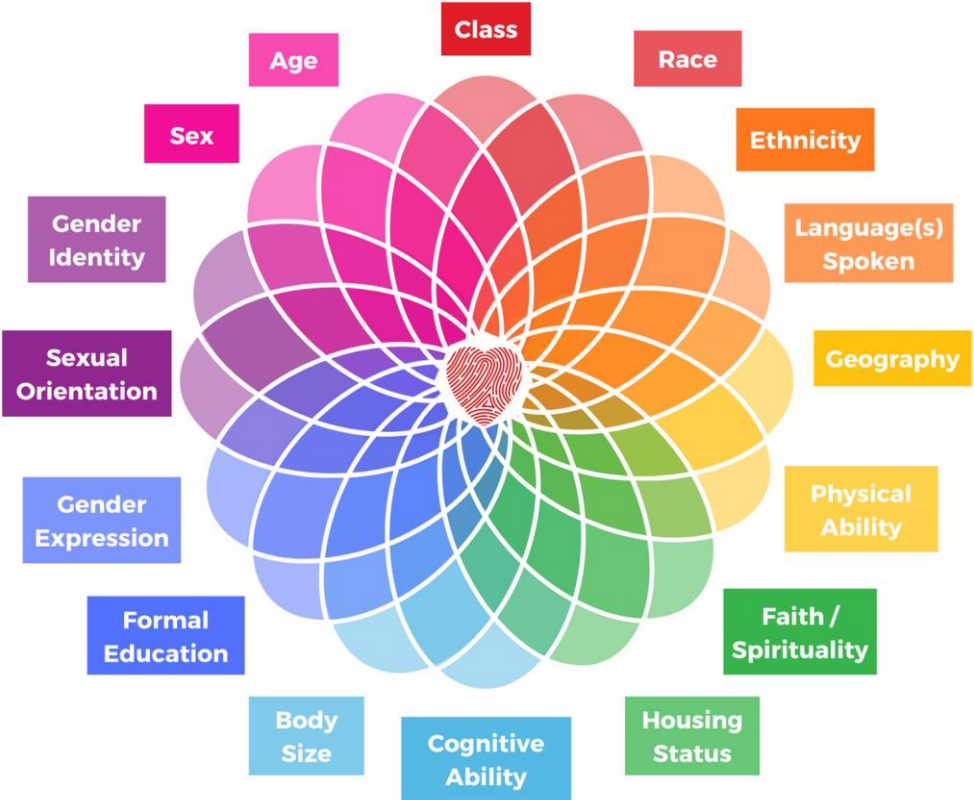 Class
Race
Ethnicity
Language(s)
Spoken
Geography
Physical
Ability
Faith /
Spirituality
Housing
Status
Cognitive
Ability
Body
Size
Formal
Education
Gender
Expression
Sexual
Orientation
Gender
Identity
Sex
Age